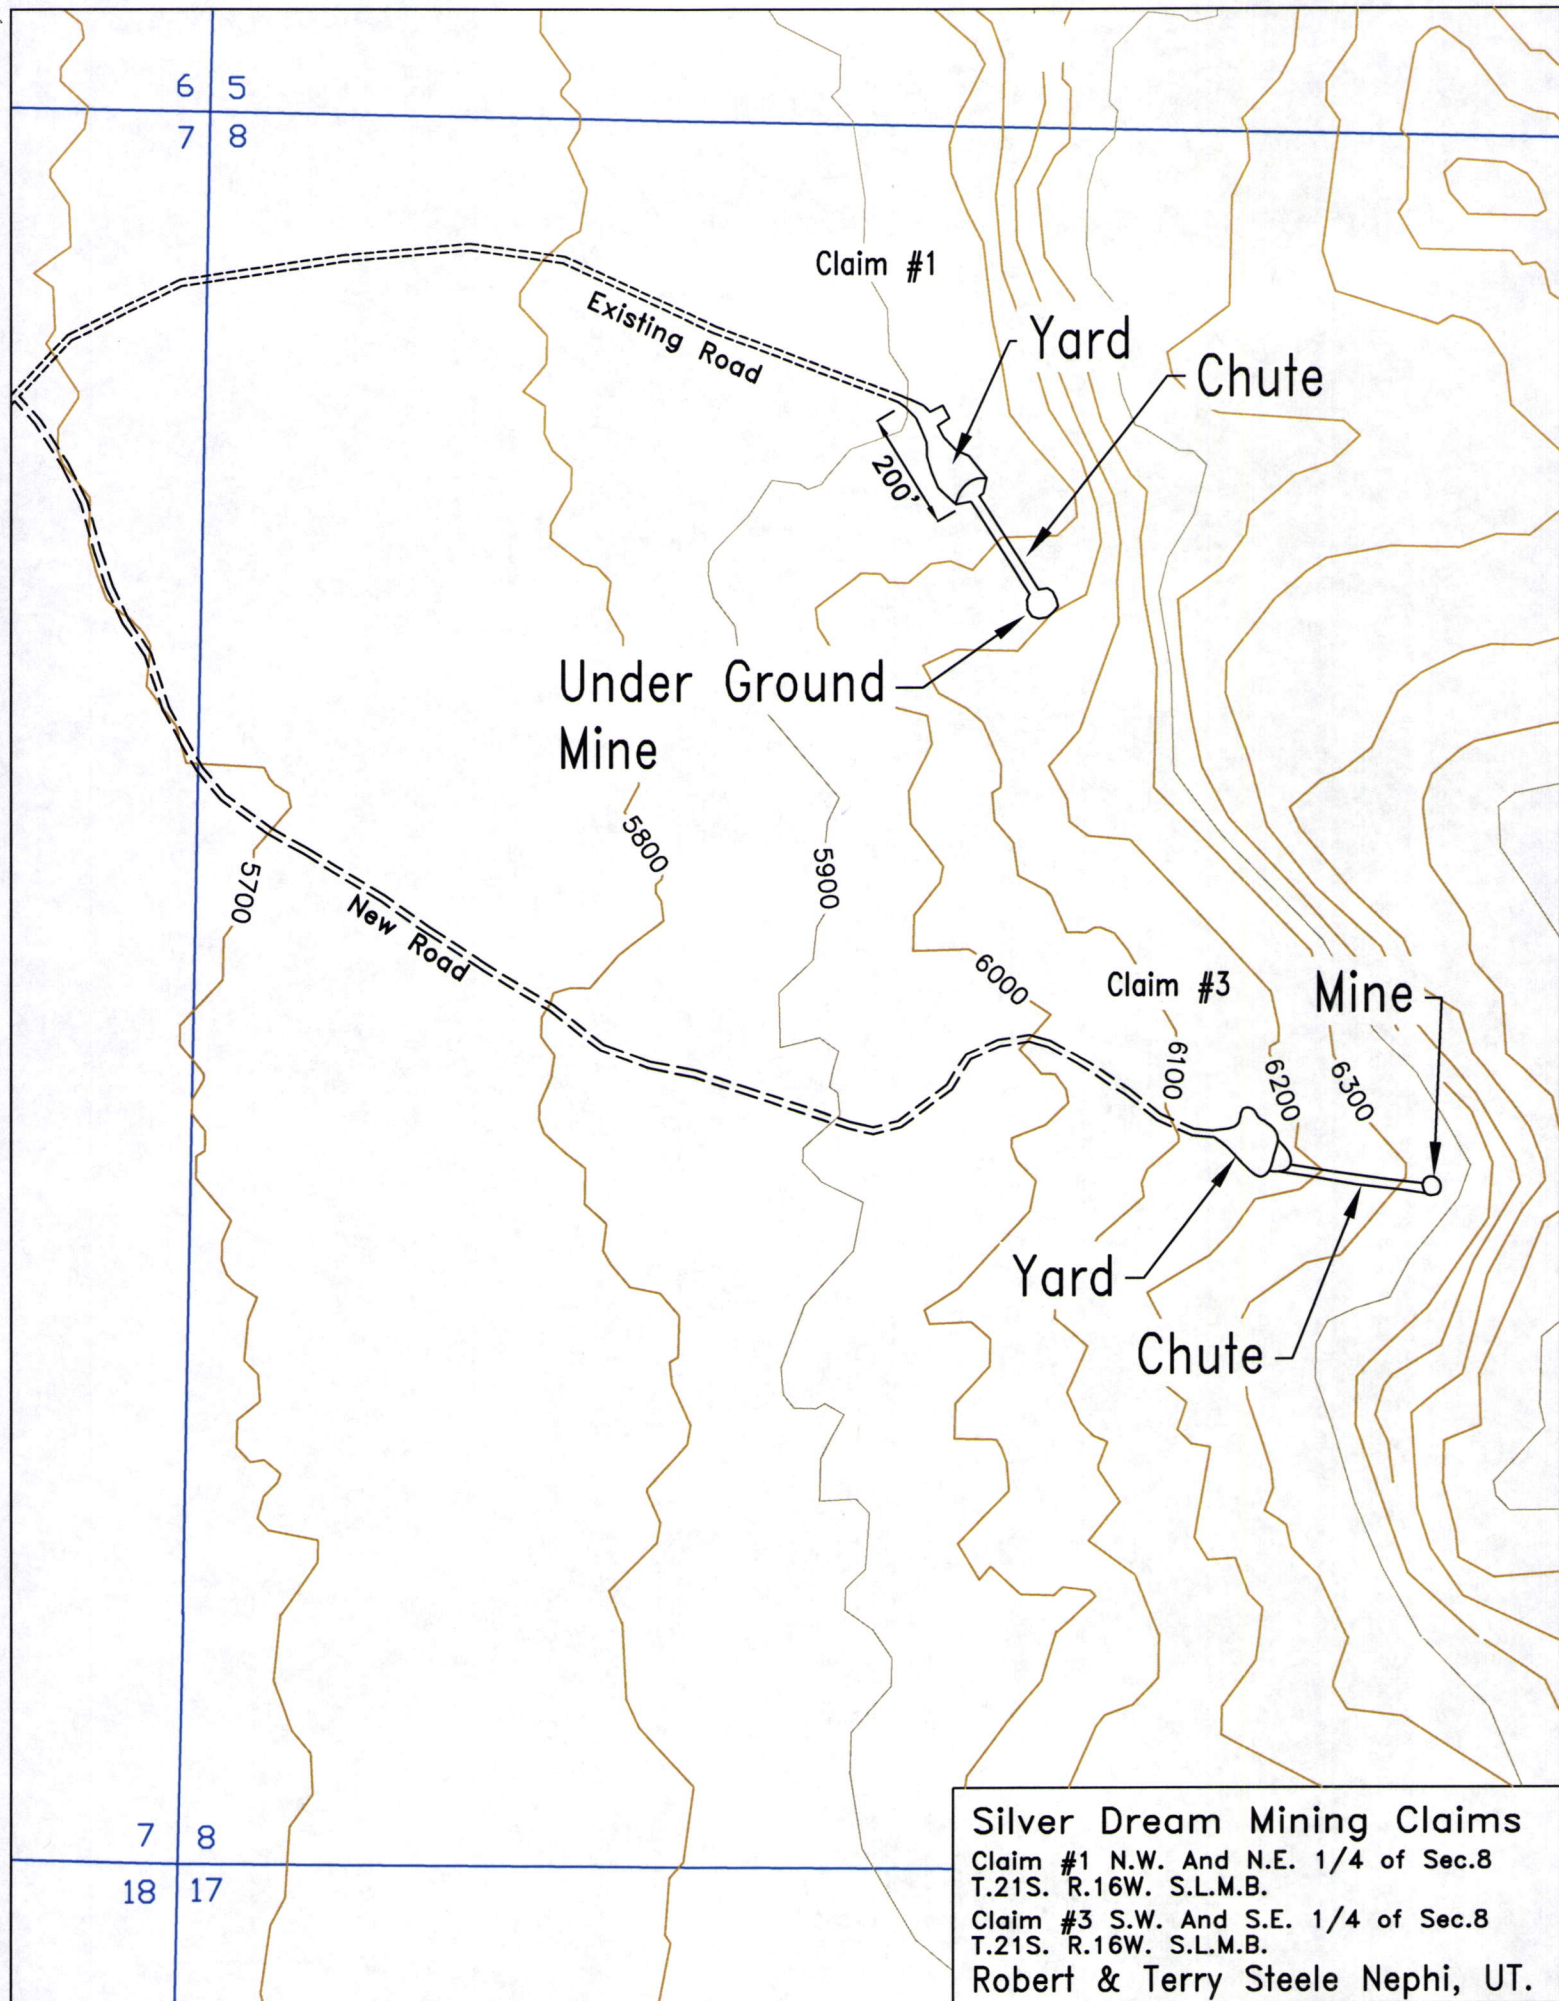 6 5
7 8
Claim #1
Existing Road
Yard
Chute
200'
Under Ground
Mine
5800
5900
5700
New Road
6000
Claim #3
Mine
6100
6200
6300
Yard
Chute
7 8
18 17
Silver Dream Mining Claims
Claim #1 N.W. And N.E. 1/4 of Sec.8
T.21S. R.16W. S.L.M.B.
Claim #3 S.W. And S.E. 1/4 of Sec.8
T.21S. R.16W. S.L.M.B.
Robert & Terry Steele Nephi, UT.